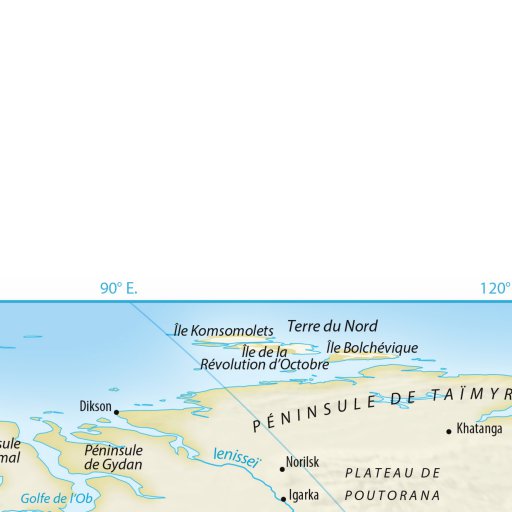 90° E.
120°
Île Komsomolets
Terre du Nord
Île de la
Révolution d'Octobre
Île Bolchévique
Dikson
PÉNINSULE DE TAÏMYR
Khatanga
sule
mal
Péninsule
de Gydan
Ienisseï
Norilsk
PLATEAU DE
POUTORANA
Golfe de l'Ob
Igarka